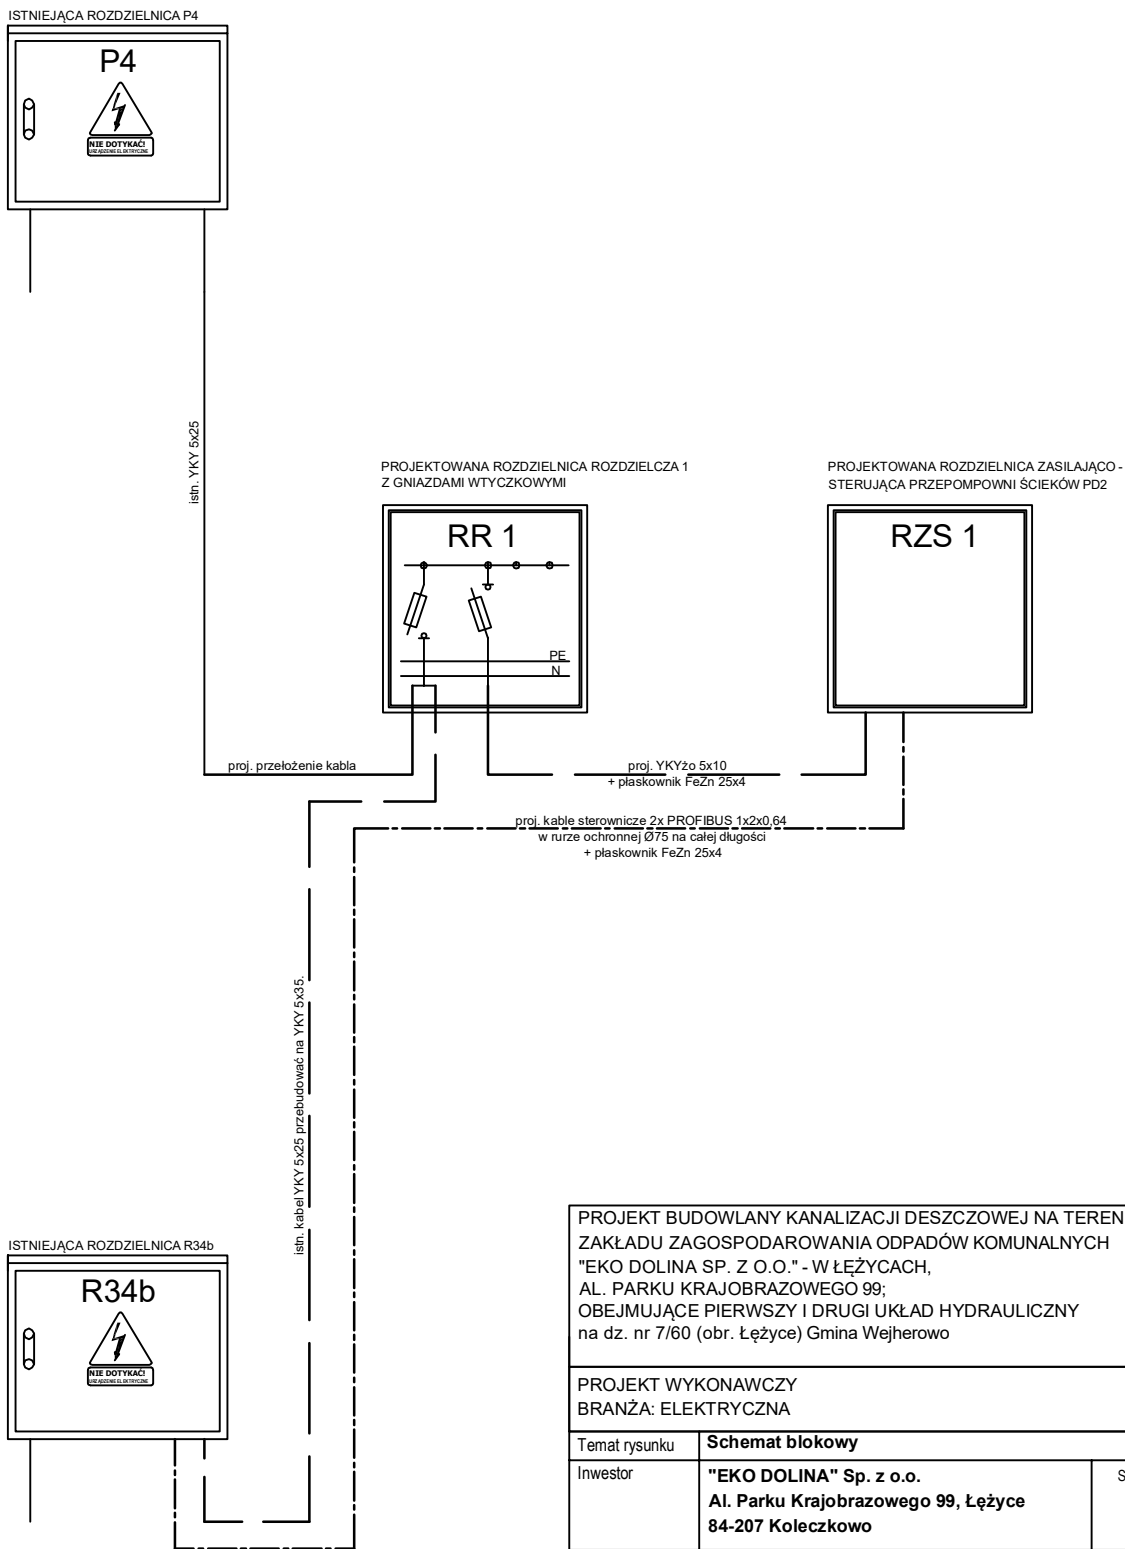 ISTNIEJĄCA ROZDZIELNICA P4
P4
NIE DOTYKAĆ!
URZĄDZENIE ELEKTRYCZNE
istn. YKY 5x25
PROJEKTOWANA ROZDZIELNICA ROZDZIELCZA 1
Z GNIAZDAMI WTYCZKOWYMI
RR 1
PE
N
PROJEKTOWANA ROZDZIELNICA ZASILAJĄCO -
STERUJĄCA PRZEPOMPOWNI ŚCIEKÓW PD2
RZS 1
proj. przełożenie kabla
proj. YKYżo 5x10
+ płaskownik FeZn 25x4
proj. kable sterownicze 2x PROFIBUS 1x2x0,64
w rurze ochronnej Ø75 na całej długości
+ płaskownik FeZn 25x4
istn. kabel YKY 5x25 przebudować na YKY 5x35.
ISTNIEJĄCA ROZDZIELNICA R34b
R34b
NIE DOTYKAĆ!
URZĄDZENIE ELEKTRYCZNE
PROJEKT BUDOWLANY KANALIZACJI DESZCZOWEJ NA TEREN
ZAKŁADU ZAGOSPODAROWANIA ODPADÓW KOMUNALNYCH
"EKO DOLINA SP. Z O.O." - W ŁĘŻYCACH,
AL. PARKU KRAJOBRAZOWEGO 99;
OBEJMUJĄCE PIERWSZY I DRUGI UKŁAD HYDRAULICZNY
na dz. nr 7/60 (obr. Łężyce) Gmina Wejherowo
PROJEKT WYKONAWCZY
BRANŻA: ELEKTRYCZNA
Temat rysunku Schemat blokowy
Inwestor "EKO DOLINA" Sp. z o.o. S
Al. Parku Krajobrazowego 99, Łężyce
84-207 Koleczkowo